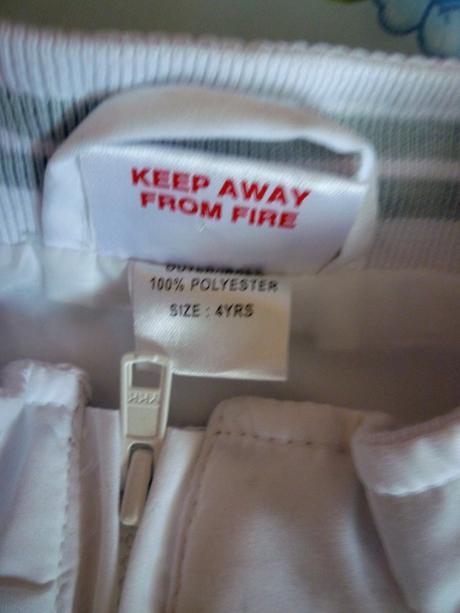 KEEP AWAY
FROM FIRE
100% POLYESTER
SIZE : 4YRS